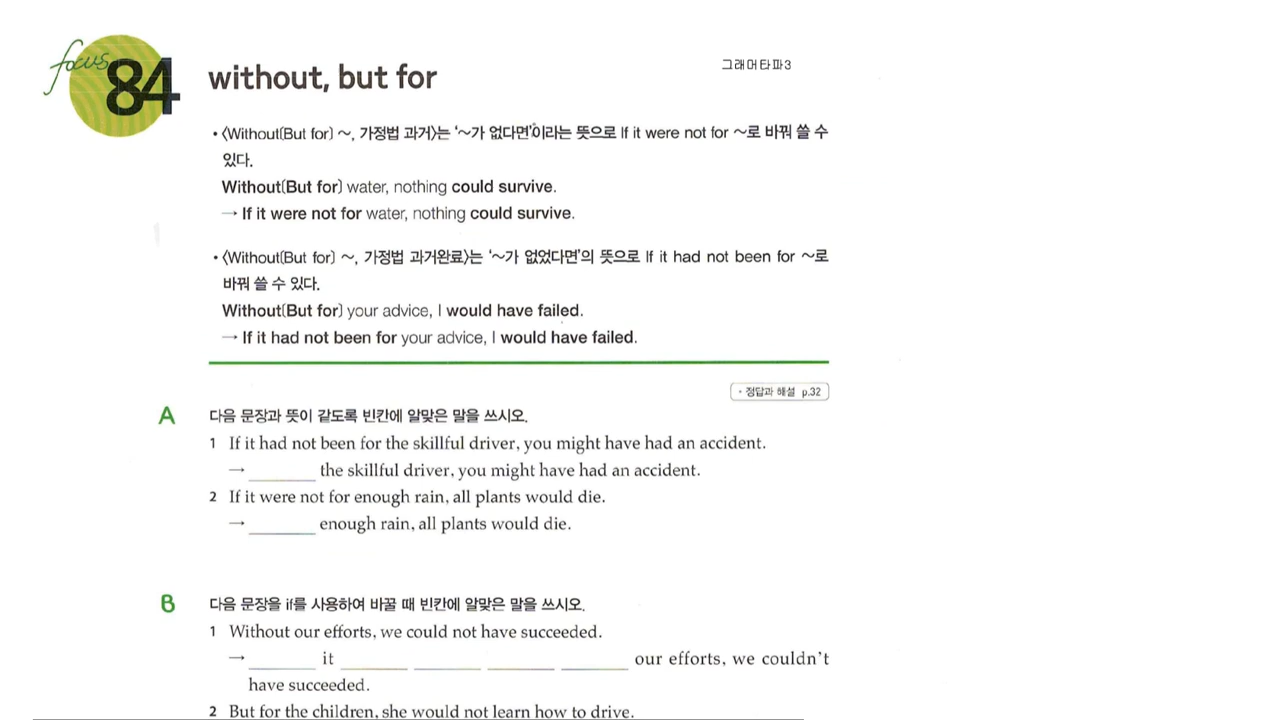 focus
84
without, but for
그래머타파3
• 〈Without[But for] ~, 가정법 과거〉는 '~가 없다면'이라는 뜻으로 If it were not for ~로 바꿔 쓸 수
있다.
Without[But for] water, nothing could survive.
→ If it were not for water, nothing could survive.
• 〈Without[But for] ~, 가정법 과거완료〉는 '~가 없었다면'의 뜻으로 If it had not been for ~로
바꿔 쓸 수 있다.
Without[But for] your advice, I would have failed.
→ If it had not been for your advice, I would have failed.
• 정답과 해설 p.32
A 다음 문장과 뜻이 같도록 빈칸에 알맞은 말을 쓰시오.
1 If it had not been for the skillful driver, you might have had an accident.
→ ______ the skillful driver, you might have had an accident.
2 If it were not for enough rain, all plants would die.
→ ______ enough rain, all plants would die.
B 다음 문장을 if를 사용하여 바꿀 때 빈칸에 알맞은 말을 쓰시오.
1 Without our efforts, we could not have succeeded.
→ ______ it ______ ______ ______ ______ our efforts, we couldn't
have succeeded.
2 But for the children, she would not learn how to drive.